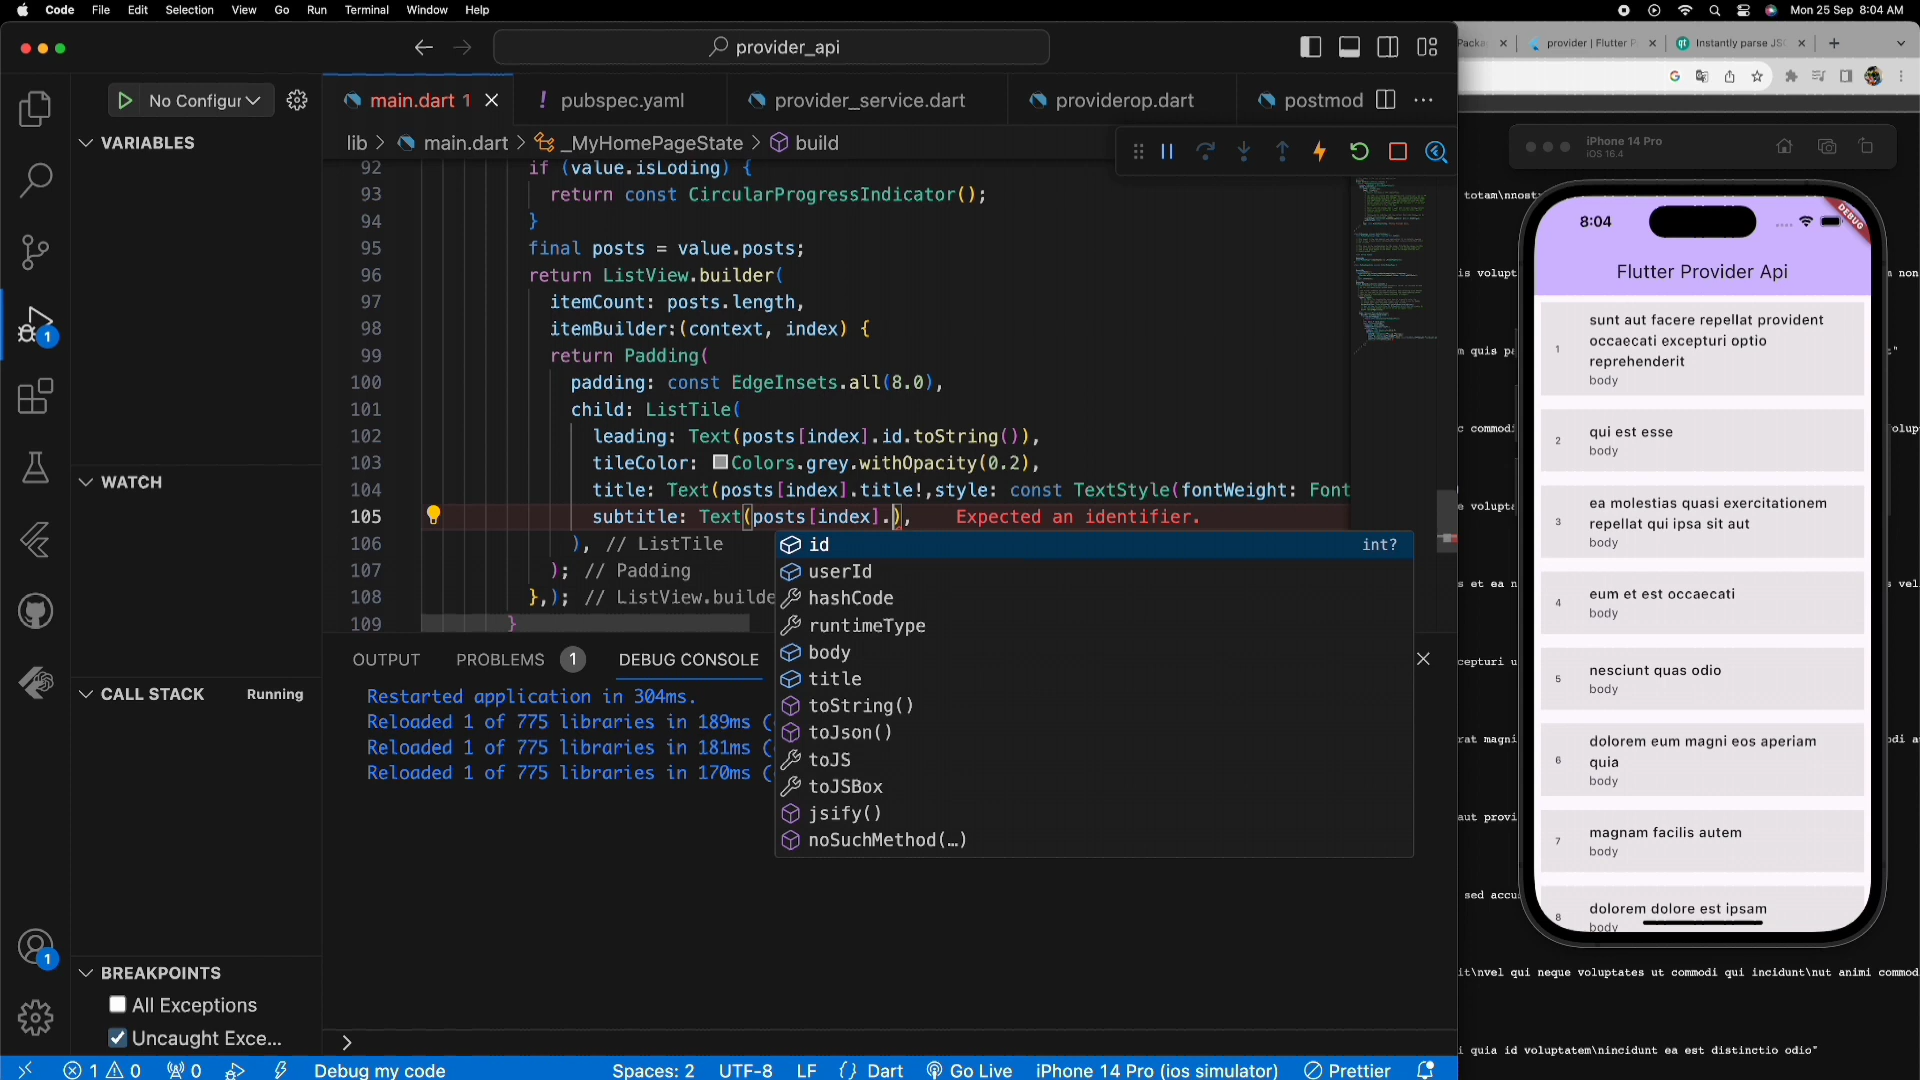 Code File Edit Selection View Go Run Terminal Window Help Mon 25 Sep 8:04 AM
provider_api
provider | Flutter P
Instantly parse JS
No Configur
main.dart 1
pubspec.yaml
provider_service.dart
providerop.dart
postmod
VARIABLES
lib > main.dart > _MyHomePageState > build
92 if (value.isLoding) {
93 return const CircularProgressIndicator();
94 }
95 final posts = value.posts;
96 return ListView.builder(
97 itemCount: posts.length,
98 itemBuilder:(context, index) {
99 return Padding(
100 padding: const EdgeInsets.all(8.0),
101 child: ListTile(
102 leading: Text(posts[index].id.toString()),
103 tileColor: Colors.grey.withOpacity(0.2),
104 title: Text(posts[index].title!,style: const TextStyle(fontWeight: Font
105 subtitle: Text(posts[index].), Expected an identifier.
106 ), // ListTile
107 ); // Padding
108 },); // ListView.builde
109 }
id int?
userId
hashCode
runtimeType
body
title
toString()
toJson()
toJS
toJSBox
jsify()
noSuchMethod(…)
WATCH
CALL STACK Running
BREAKPOINTS
All Exceptions
Uncaught Exce...
1
1
OUTPUT PROBLEMS 1 DEBUG CONSOLE
Restarted application in 304ms.
Reloaded 1 of 775 libraries in 189ms (
Reloaded 1 of 775 libraries in 181ms (
Reloaded 1 of 775 libraries in 170ms (
>
1 0 0 Debug my code Spaces: 2 UTF-8 LF {} Dart Go Live iPhone 14 Pro (ios simulator) Prettier
iPhone 14 Pro
iOS 16.4
8:04
DEBUG
Flutter Provider Api
1
sunt aut facere repellat provident
occaecati excepturi optio
reprehenderit
body
2
qui est esse
body
3
ea molestias quasi exercitationem
repellat qui ipsa sit aut
body
4
eum et est occaecati
body
5
nesciunt quas odio
body
6
dolorem eum magni eos aperiam
quia
body
7
magnam facilis autem
body
8
dolorem dolore est ipsam
body
it\nvel qui neque voluptates ut commodi qui incidunt\nut animi commod
i quia id voluptatem\nincidunt ea est distinctio odio"